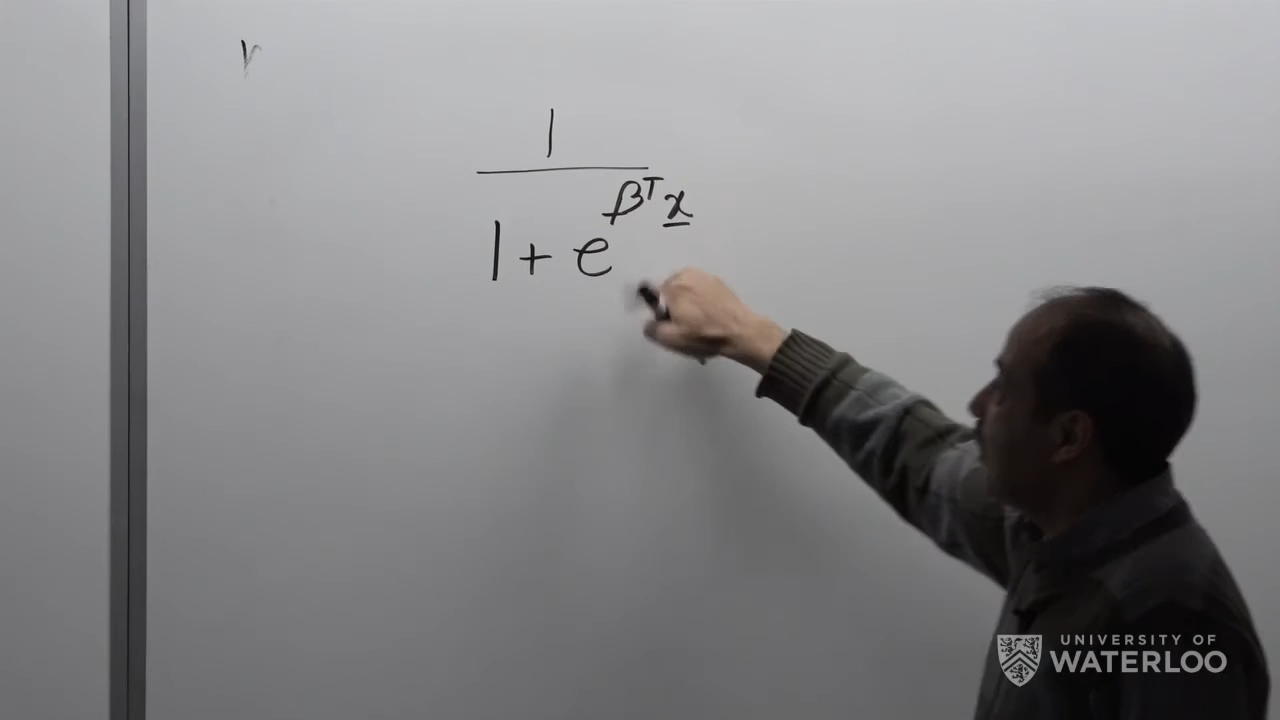 1
1 + e^{β^T x}
UNIVERSITY OF
WATERLOO